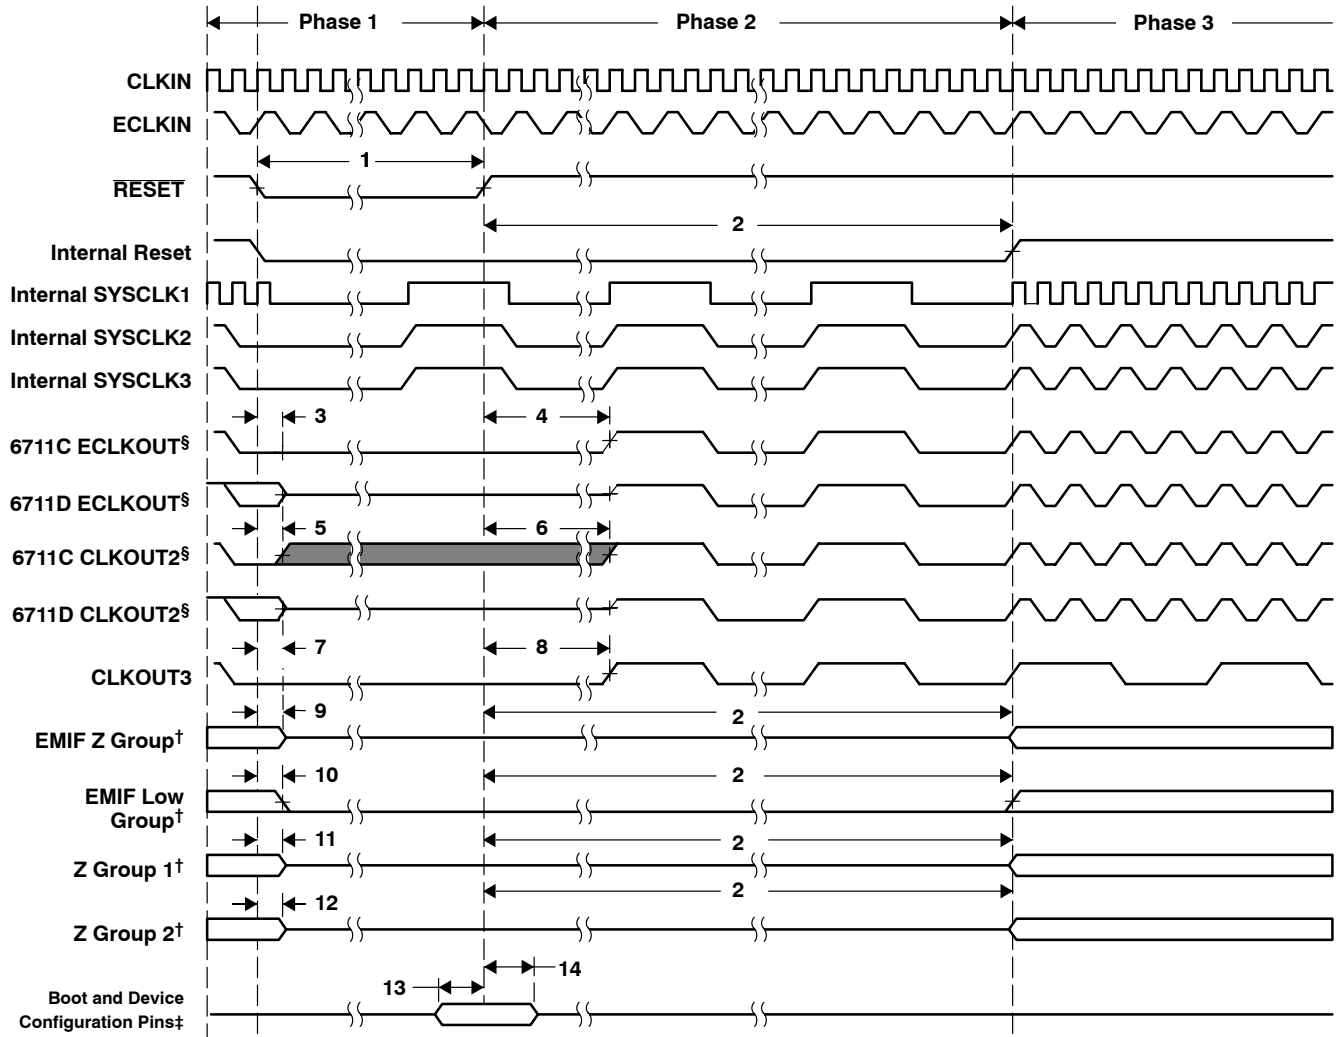 Phase 1
Phase 2
Phase 3
CLKIN
ECLKIN
1
RESET
2
Internal Reset
Internal SYSCLK1
Internal SYSCLK2
Internal SYSCLK3
3
4
6711C ECLKOUT§
6711D ECLKOUT§
5
6
6711C CLKOUT2§
6711D CLKOUT2§
7
8
CLKOUT3
9
2
EMIF Z Group†
10
2
EMIF Low
Group†
11
2
Z Group 1†
2
12
Z Group 2†
14
13
Boot and Device
Configuration Pins‡